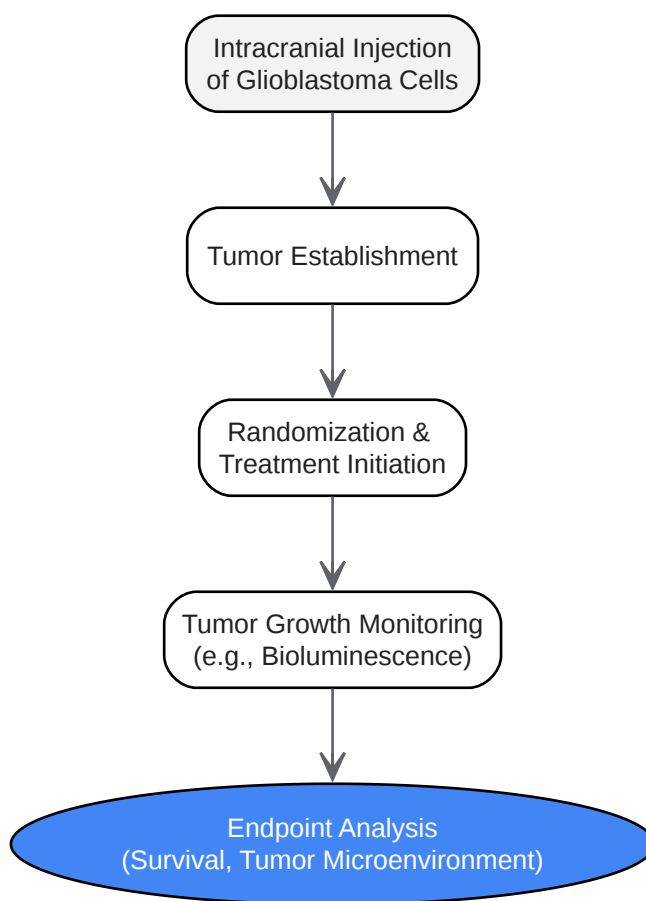 Intracranial Injection
of Glioblastoma Cells
Tumor Establishment
Randomization &
Treatment Initiation
Tumor Growth Monitoring
(e.g., Bioluminescence)
Endpoint Analysis
(Survival, Tumor Microenvironment)